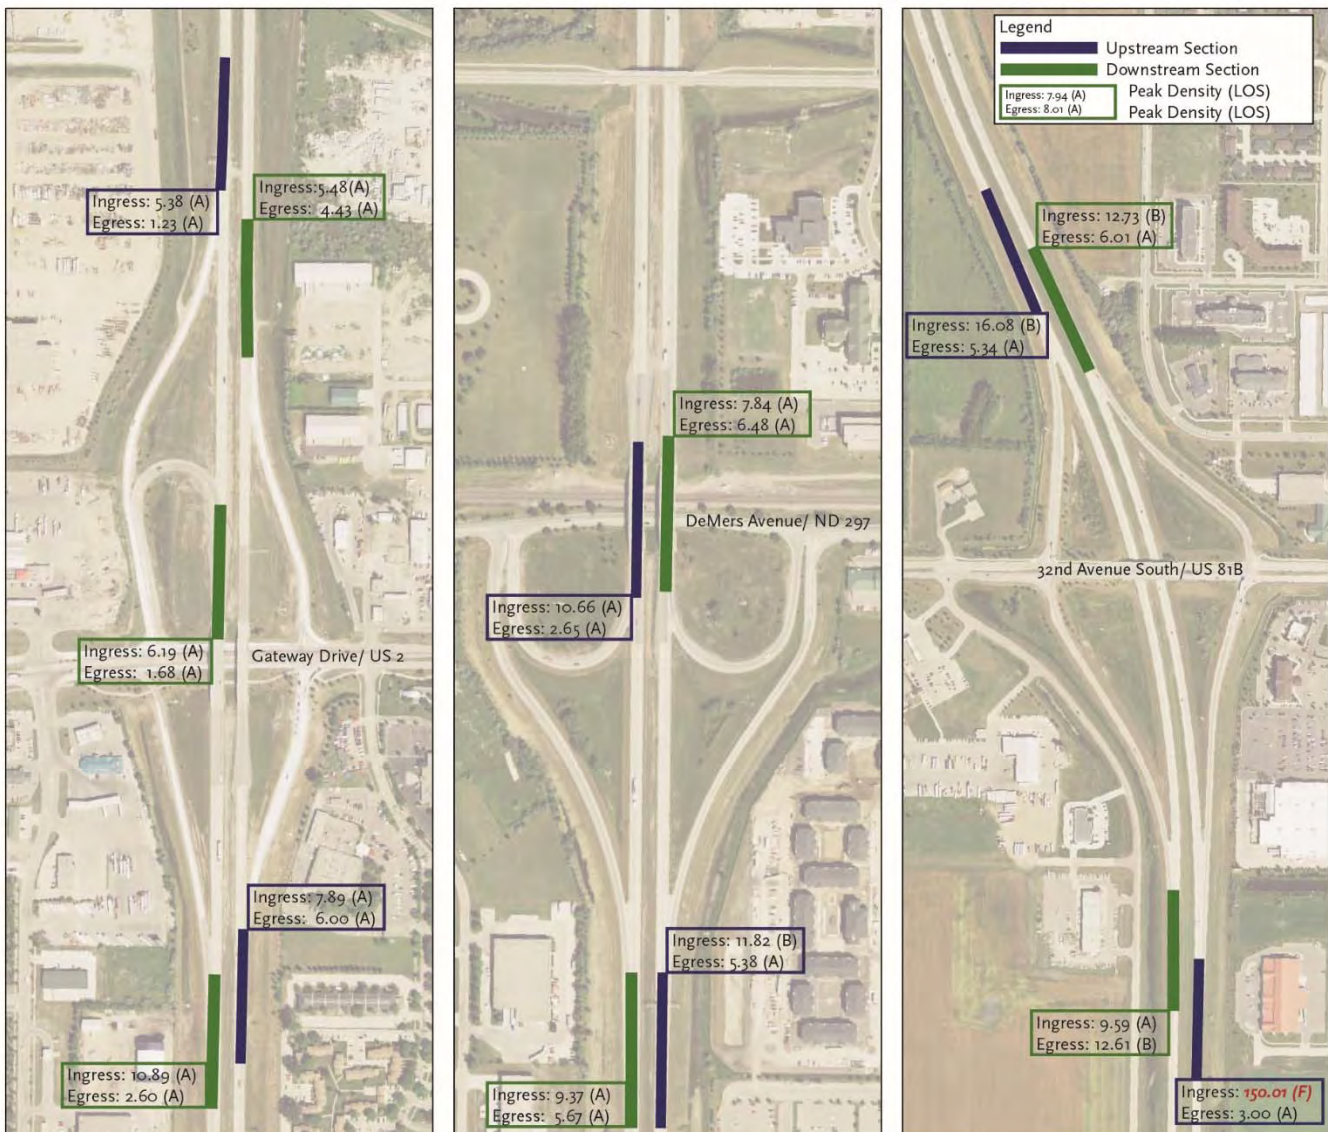 Legend
Upstream Section
Downstream Section
Ingress: 7.94 (A)
Egress: 8.01 (A)
Peak Density (LOS)
Peak Density (LOS)
Ingress: 5.38 (A)
Egress: 1.23 (A)
Ingress:5.48(A)
Egress: 4.43 (A)
Ingress: 6.19 (A)
Egress: 1.68 (A)
Gateway Drive/ US 2
Ingress: 7.89 (A)
Egress: 6.00 (A)
Ingress: 10.89 (A)
Egress: 2.60 (A)
Ingress: 7.84 (A)
Egress: 6.48 (A)
DeMers Avenue/ ND 297
Ingress: 10.66 (A)
Egress: 2.65 (A)
Ingress: 11.82 (B)
Egress: 5.38 (A)
Ingress: 9.37 (A)
Egress: 5.67 (A)
Ingress: 12.73 (B)
Egress: 6.01 (A)
Ingress: 16.08 (B)
Egress: 5.34 (A)
32nd Avenue South/ US 81B
Ingress: 9.59 (A)
Egress: 12.61 (B)
Ingress: 150.01 (F)
Egress: 3.00 (A)